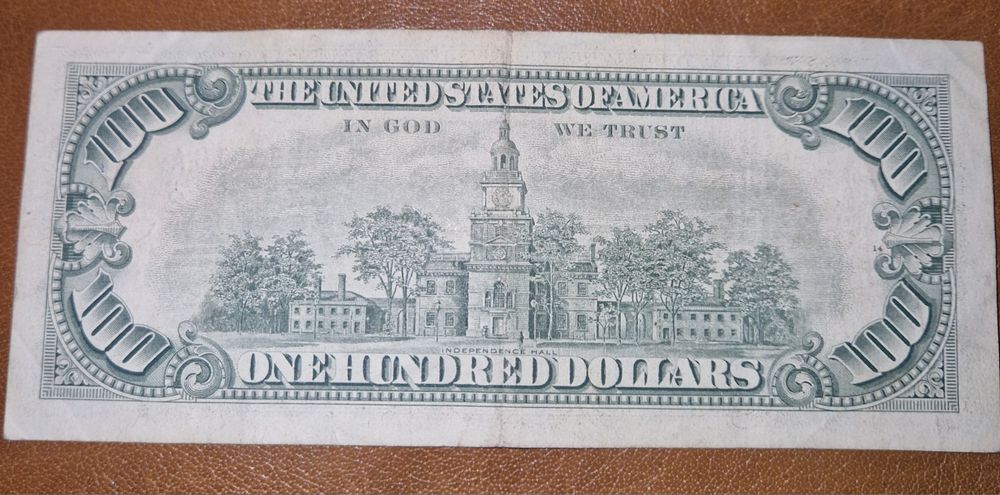 100 THE UNITED STATES OF AMERICA 100
IN GOD WE TRUST
INDEPENDENCE HALL
100 ONE HUNDRED DOLLARS 100